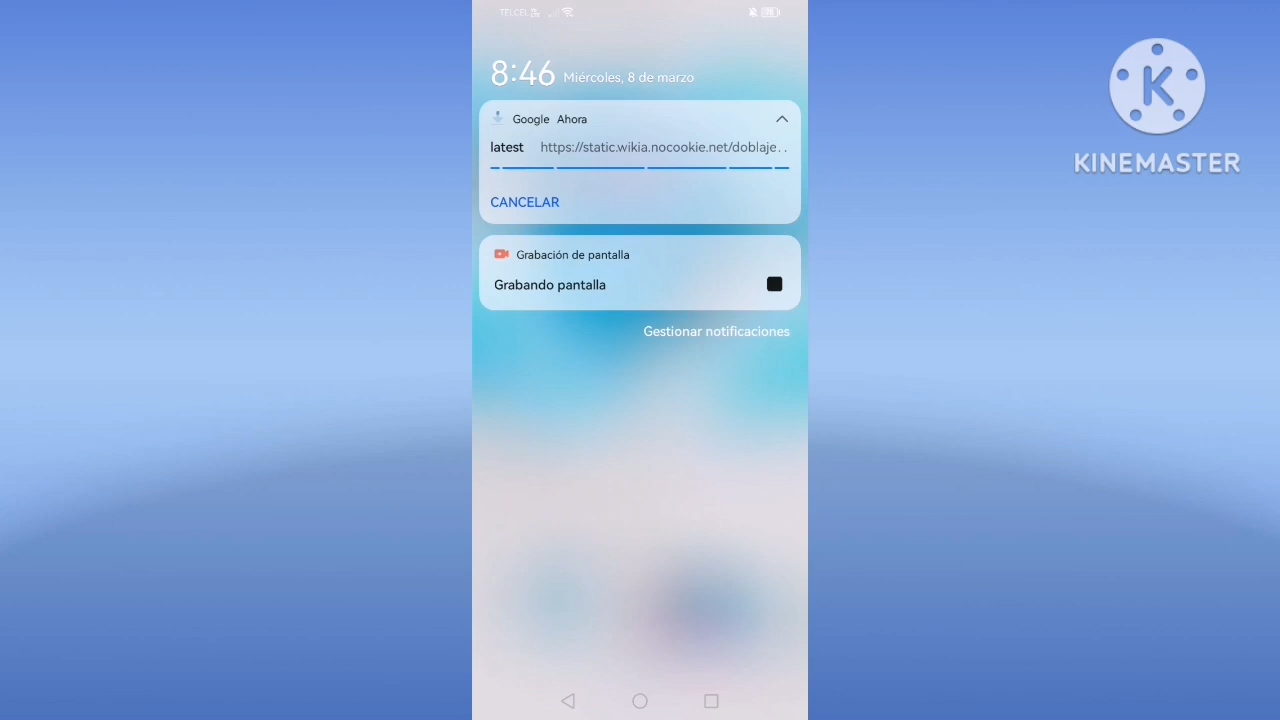 TELCEL
8:46 Miércoles, 8 de marzo
Google Ahora
latest https://static.wikia.nocookie.net/doblaje. .
CANCELAR
Grabación de pantalla
Grabando pantalla
Gestionar notificaciones
K
KINEMASTER